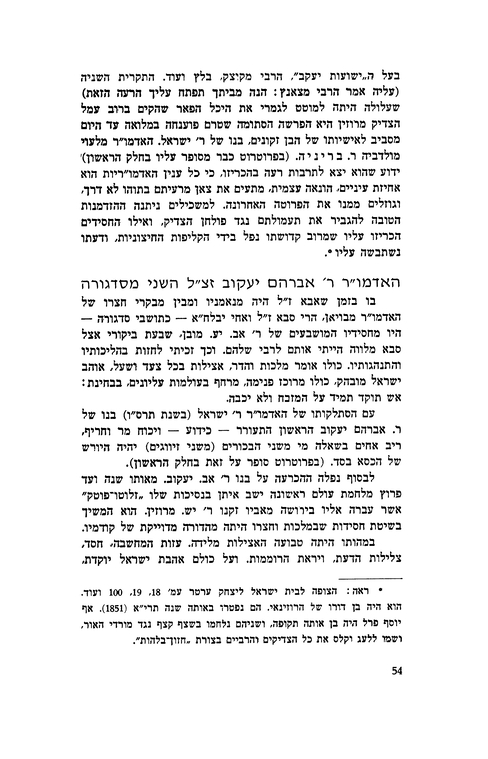 בעל ה„ישועות יעקב", הרבי מקוצק, בלץ ועוד. התקרית השניה
(עליה אמר הרבי מצאנץ: הנה מביתך תפתח עליך הרעה הזאת)
שעלולה היתה למוטט לגמרי את היכל הפאר שהקים ברוב עמל
הצדיק מרוזין היא הפרשה הסתומה שטרם פוענחה במלואה עד היום
מסביב לאישיותו של הבן זקונים, בנו של ר' ישראל. האדמו״ר מלעוי
מולדביה ר. ב ר י נ י ה. (בפרוטרוט כבר מסופר עליו בחלק הראשון)
ידוע שהוא יצא לתרבות רעה בהכריזו, כי כל ענין האדמו״ריות הוא
אחיזת עיניים, הונאה עצמית, מתעים את צאן מרעיתם בתוהו לא דרך,
וגוזלים ממנו את הפרוטה האחרונה. למשכילים ניתנה ההזדמנות
הטובה להגביר את תעמולתם נגד פולחן הצדיק, ואילו החסידים
הכריזו עליו שמרוב קדושתו נפל בידי הקליפות החיצוניות, ודעתו
נשתבשה עליו *.
האדמו״ר ר' אברהם יעקוב זצ״ל השני מסדגורה
בו בזמן שאבא ז״ל היה מנאמניו ומבין מבקרי חצרו של
האדמו״ר מבויאן, הרי סבא ז״ל ואחי יבלח״א — כתושבי סדגורה —
היו מחסידיו המושבעים של ר' אב. יע. מובן, שבעת ביקורי אצל
סבא מלווה הייתי אותם לרבי שלהם. וכך זכיתי לחזות בהליכותיו
והתנהגותיו. כולו אומר מלכות והדר, אצילות בכל צעד ושעל, אוהב
ישראל מובהק, כולו מרוכז פנימה, מרחף בעולמות עליונים, בבחינת:
אש תוקד תמיד על המזבח ולא יכבה.
עם הסתלקותו של האדמו״ר ר' ישראל (בשנת תרס״ז) בנו של
ר. אברהם יעקוב הראשון התעורר — כידוע — ויכוח מר וחריף,
ריב אחים בשאלה מי משני הבכורים (משני זיווגים) יהיה היורש
של הכסא בסד. (בפרוטרוט סופר על זאת בחלק הראשון).
לבסוף נפלה ההכרעה על בנו ר' אב. יעקוב. מאותו שנה ועד
פרוץ מלחמת עולם ראשונה ישב איתן בנסיכות שלו „זלוטו־פוטק"
אשר עברה אליו בירושה מאביו זקנו ר' יש. מרוזין. הוא המשיך
בשיטת חסידות שבמלכות וחצרו היתה מהדורה מדוייקת של קודמיו.
במהותו היתה טבועה האצילות מלידה. עזות המחשבה, חסד,
צלילות הדעת, ויראת הרוממות. ועל כולם אהבת ישראל יוקדת,
* ראה: הצופה לבית ישראל ליצחק ערטר עמ' 18, 19, 100 ועוד.
הוא היה בן דורו של הרוזינאי. הם נפטרו באותה שנה תרי״א (1851). אף
יוסף פרל היה בן אותה תקופה, ושניהם נלחמו בשצף קצף נגד מורדי האור,
ושמו ללעג וקלס את כל הצדיקים והרביים בצורת „חזון־בלהות".
54